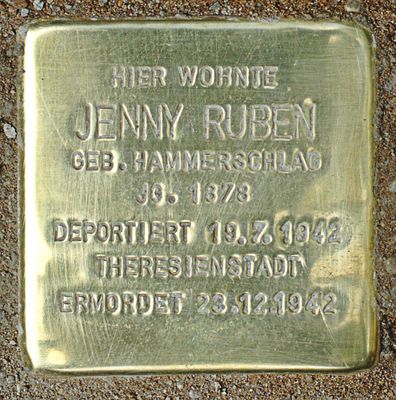 HIER WOHNTE
JENNY RUBEN
GEB. HAMMERSCHLAG
JG. 1878
DEPORTIERT 19.7.1942
THERESIENSTADT
ERMORDET 23.12.1942